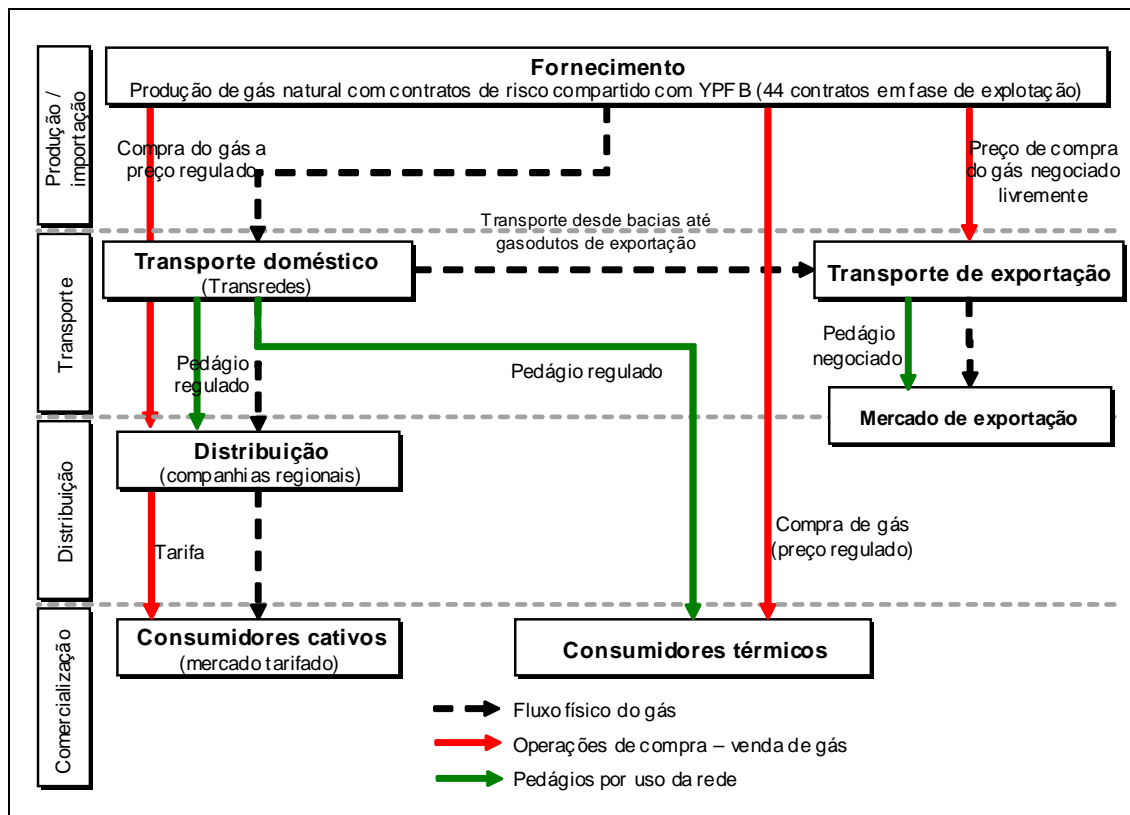 Produção /
importação
Fornecimento
Produção de gás natural com contratos de risco compartido com YPFB (44 contratos em fase de explotação)
Compra do gás a
preço regulado
Preço de compra
do gás negociado
livremente
Transporte desde bacias até
gasodutos de exportação
Transporte
Transporte doméstico
(Transredes)
Transporte de exportação
Pedágio
regulado
Pedágio regulado
Pedágio
negociado
Mercado de exportação
Distribuição
Distribuição
(companhias regionais)
Tarifa
Compra de gás
(preço regulado)
Comercialização
Consumidores cativos
(mercado tarifado)
Consumidores térmicos
Fluxo físico do gás
Operações de compra – venda de gás
Pedágios por uso da rede